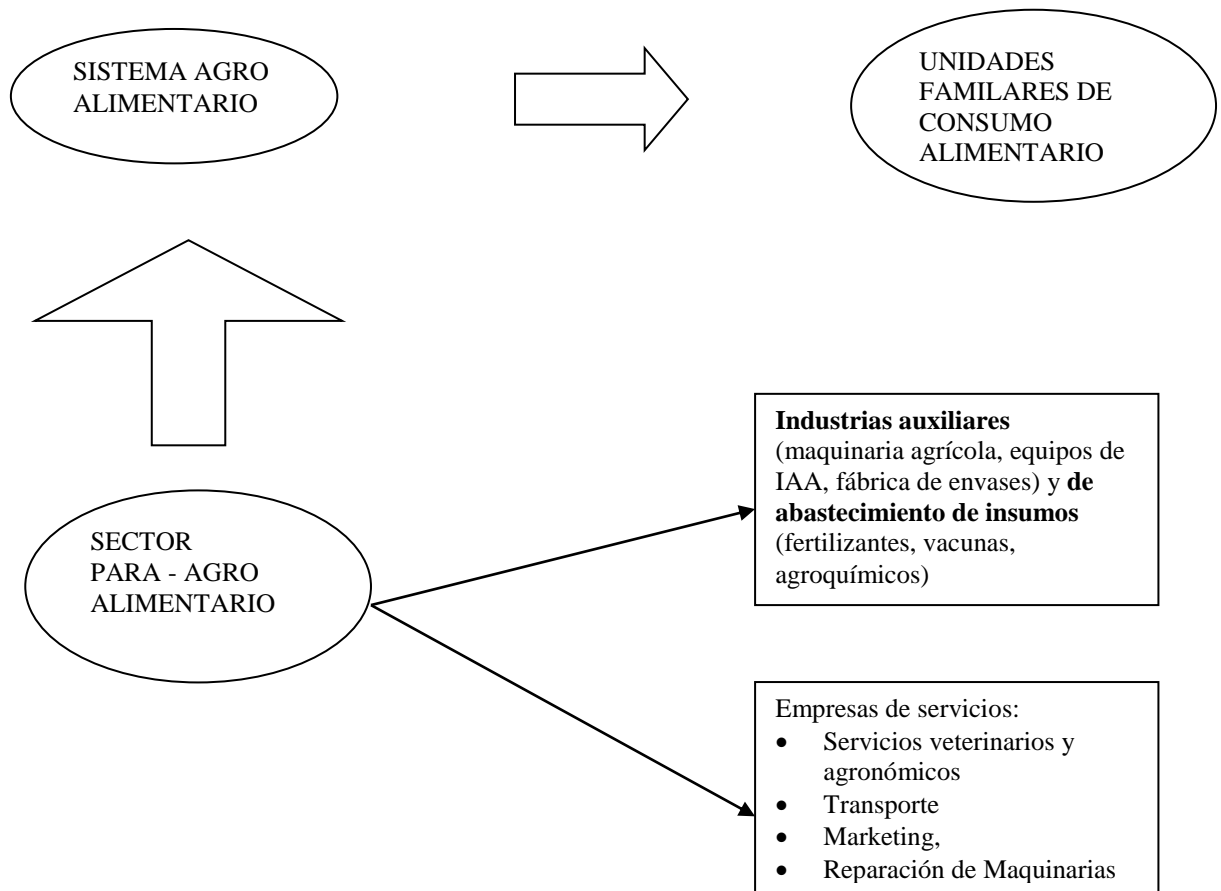 SISTEMA AGRO
ALIMENTARIO
UNIDADES
FAMILARES DE
CONSUMO
ALIMENTARIO
Industrias auxiliares
(maquinaria agrícola, equipos de
IAA, fábrica de envases) y de
abastecimiento de insumos
(fertilizantes, vacunas,
agroquímicos)
SECTOR
PARA - AGRO
ALIMENTARIO
Empresas de servicios:
• Servicios veterinarios y
agronómicos
• Transporte
• Marketing,
• Reparación de Maquinarias